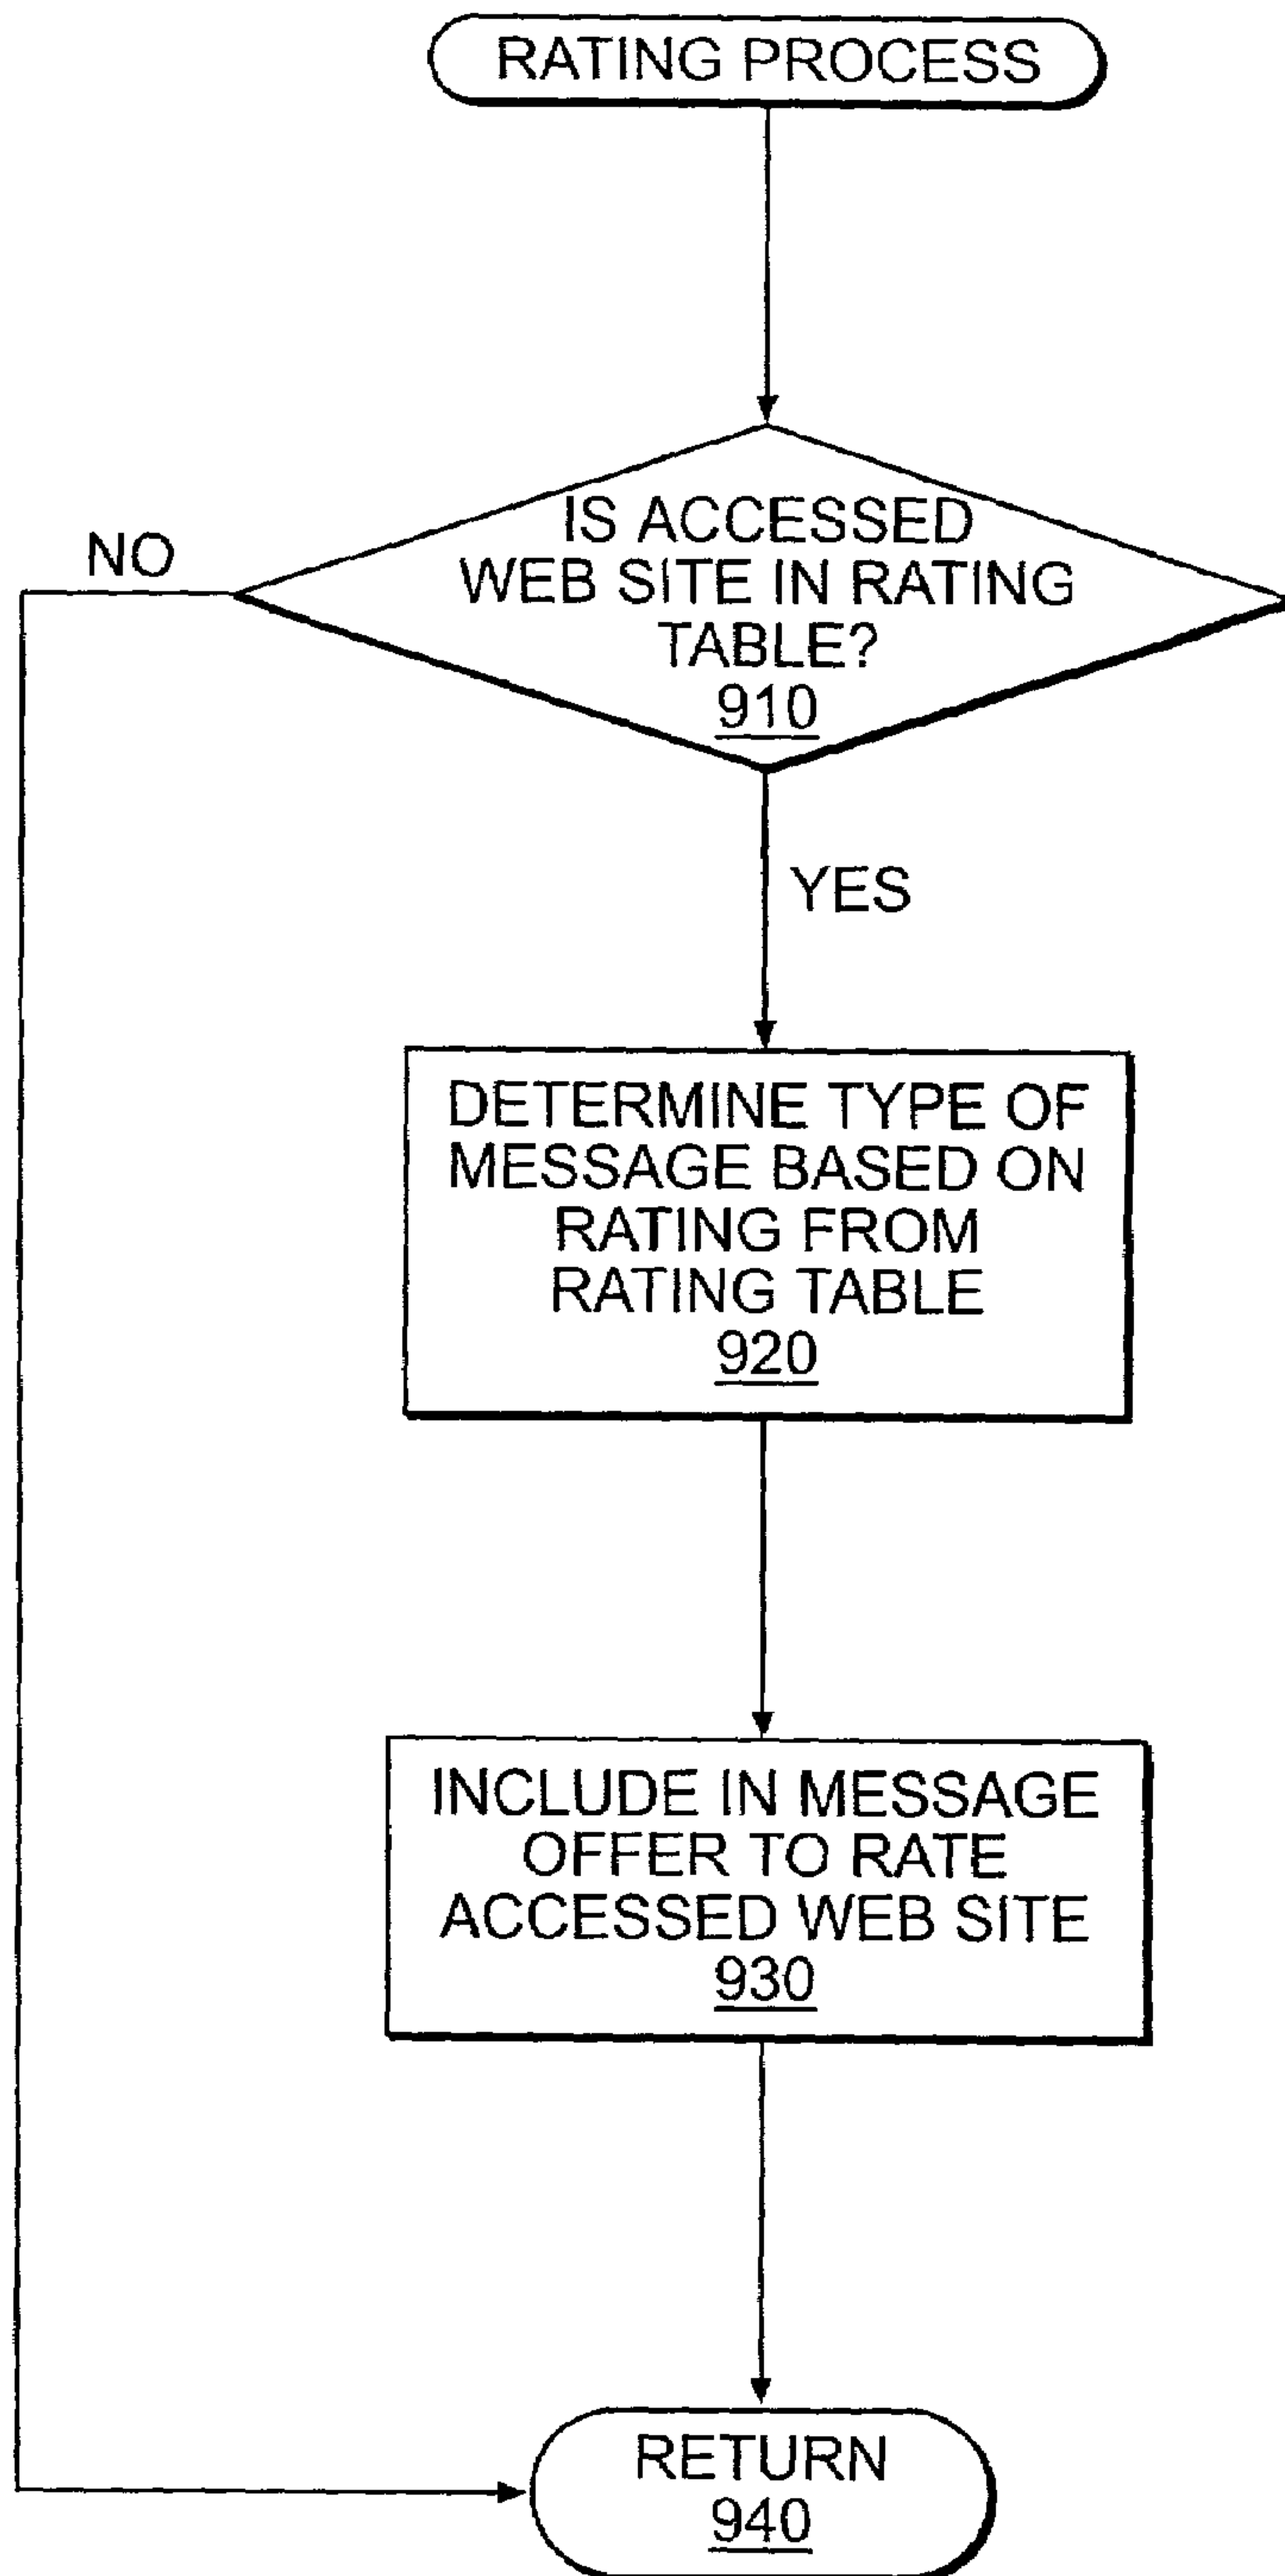 RATING PROCESS
IS ACCESSED
WEB SITE IN RATING
TABLE?
910
NO
YES
DETERMINE TYPE OF
MESSAGE BASED ON
RATING FROM
RATING TABLE
920
INCLUDE IN MESSAGE
OFFER TO RATE
ACCESSED WEB SITE
930
RETURN
940